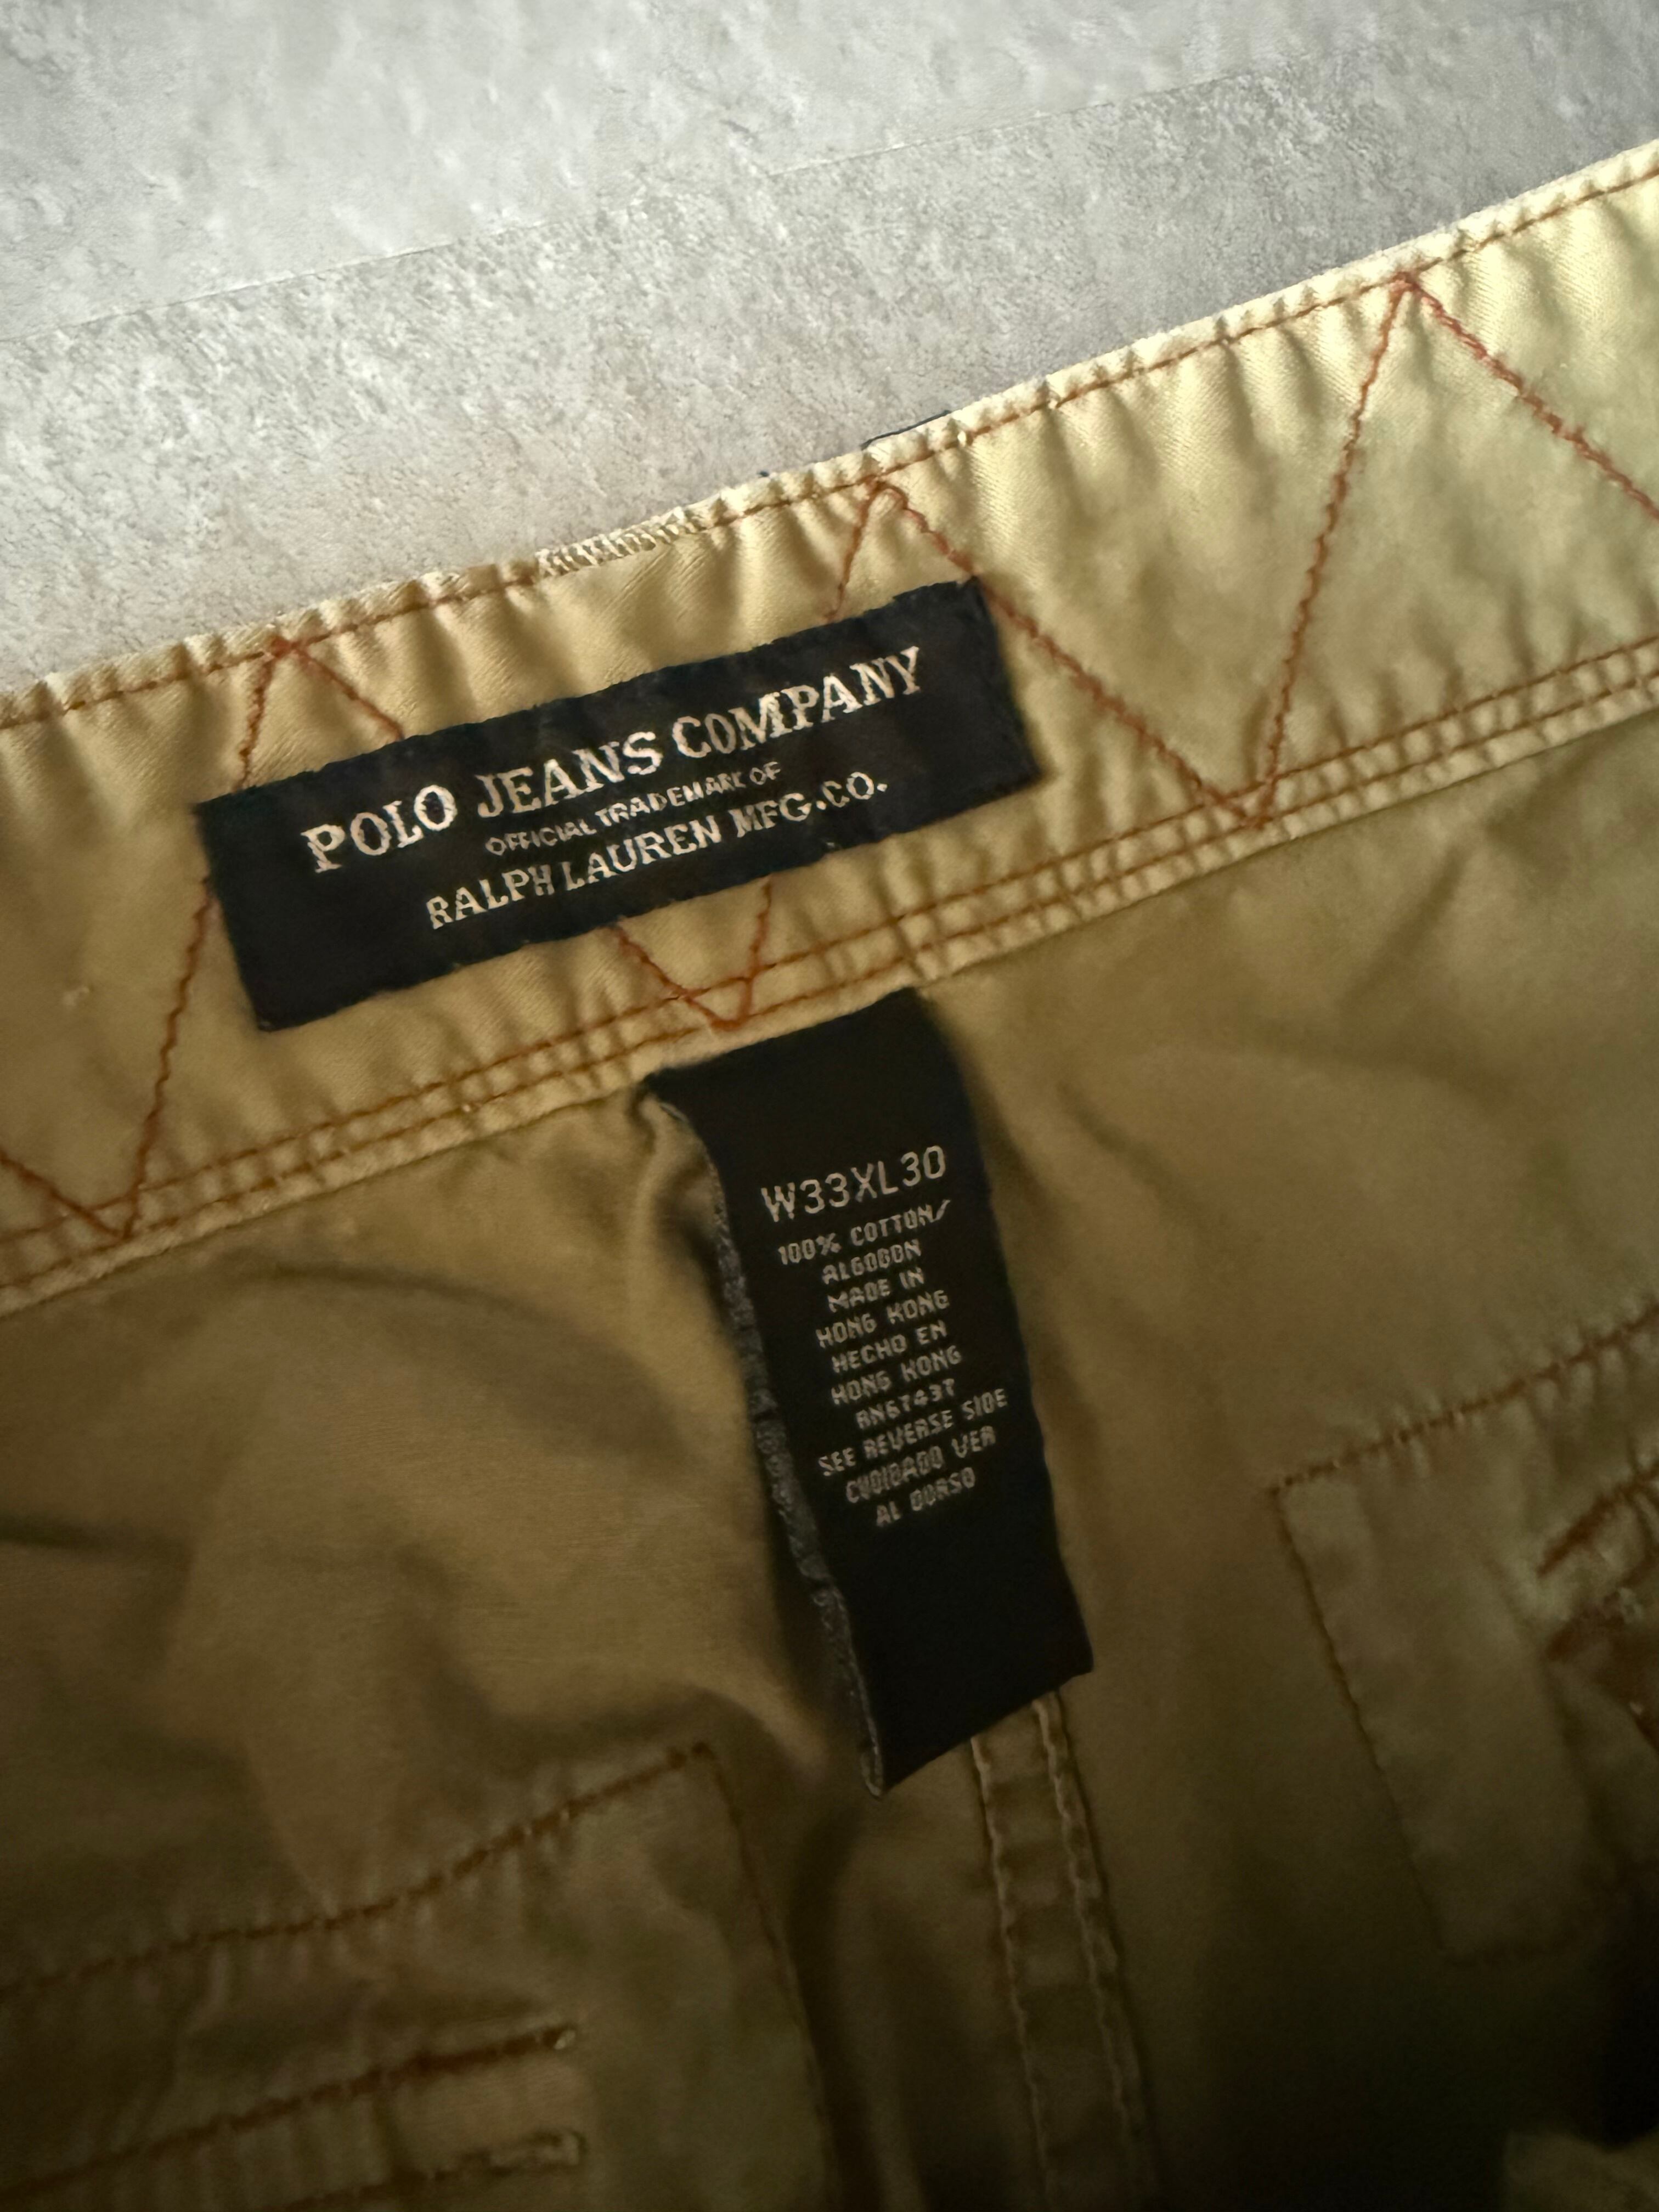 POLO JEANS COMPANY
OFFICIAL TRADEMARK OF
RALPH LAUREN MFG.CO.
W33XL30
100% COTTON/
ALGODON
MADE IN
HONG KONG
HECHO EN
HONG KONG
RN67437
SEE REVERSE SIDE
CUIDADO VER
AL DORSO